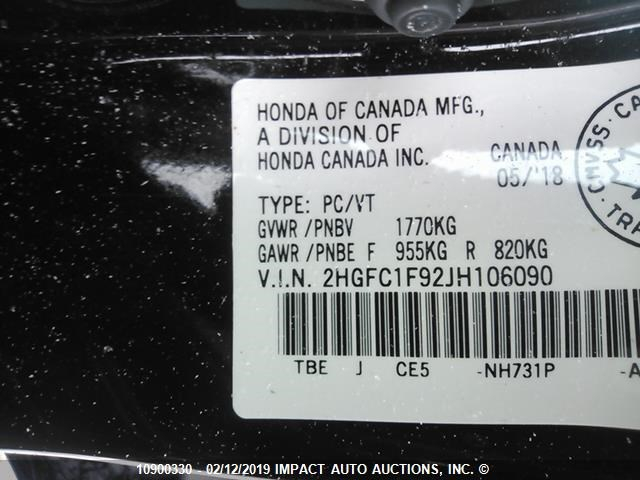 HONDA OF CANADA MFG.,
A DIVISION OF
HONDA CANADA INC.
CANADA
05/'18
TYPE: PC/VT
GVWR/PNBV 1770KG
GAWR/PNBE F 955KG R 820KG
V.I.N. 2HGFC1F92JH106090
TBE J CE5 -NH731P -A
CMVSS
10900330 - 02/12/2019 IMPACT AUTO AUCTIONS, INC. ©